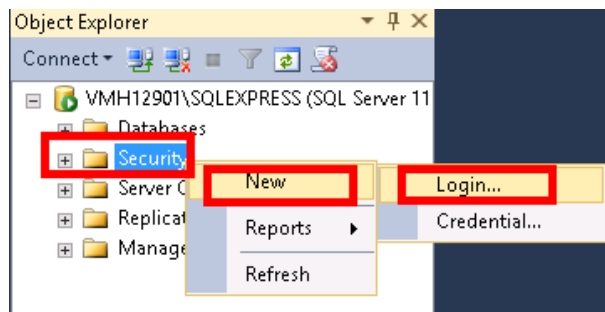 Object Explorer
Connect
VMH12901\SQLEXPRESS (SQL Server 11
Databases
Security
New
Login...
Server
Reports
Credential...
Replicat
Refresh
Manage